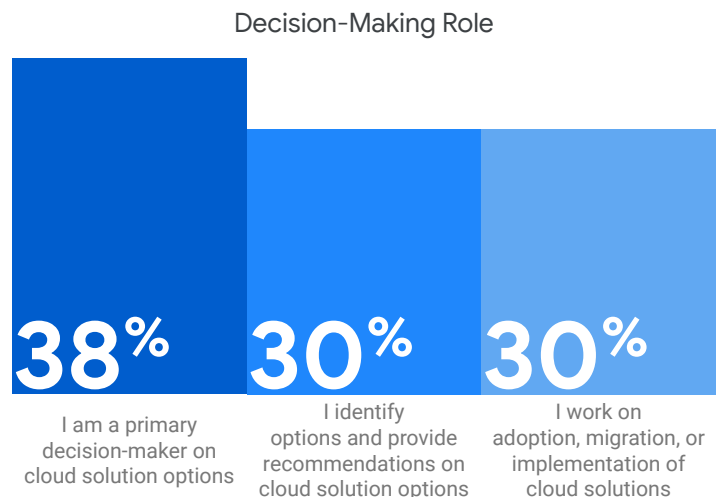 Decision-Making Role
38%
30%
30%
I am a primary
decision-maker on
cloud solution options
I identify
options and provide
recommendations on
cloud solution options
I work on
adoption, migration, or
implementation of
cloud solutions